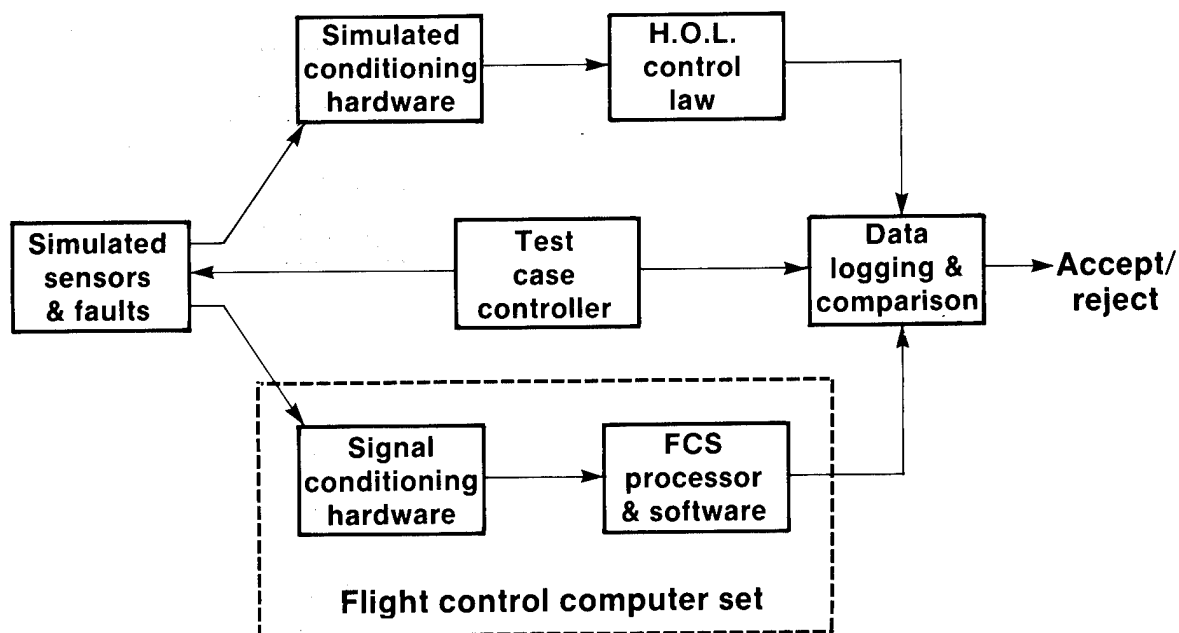 Simulated
conditioning
hardware
H.O.L.
control
law
Simulated
sensors
& faults
Test
case
controller
Data
logging &
comparison
Accept/
reject
Signal
conditioning
hardware
FCS
processor
& software
Flight control computer set